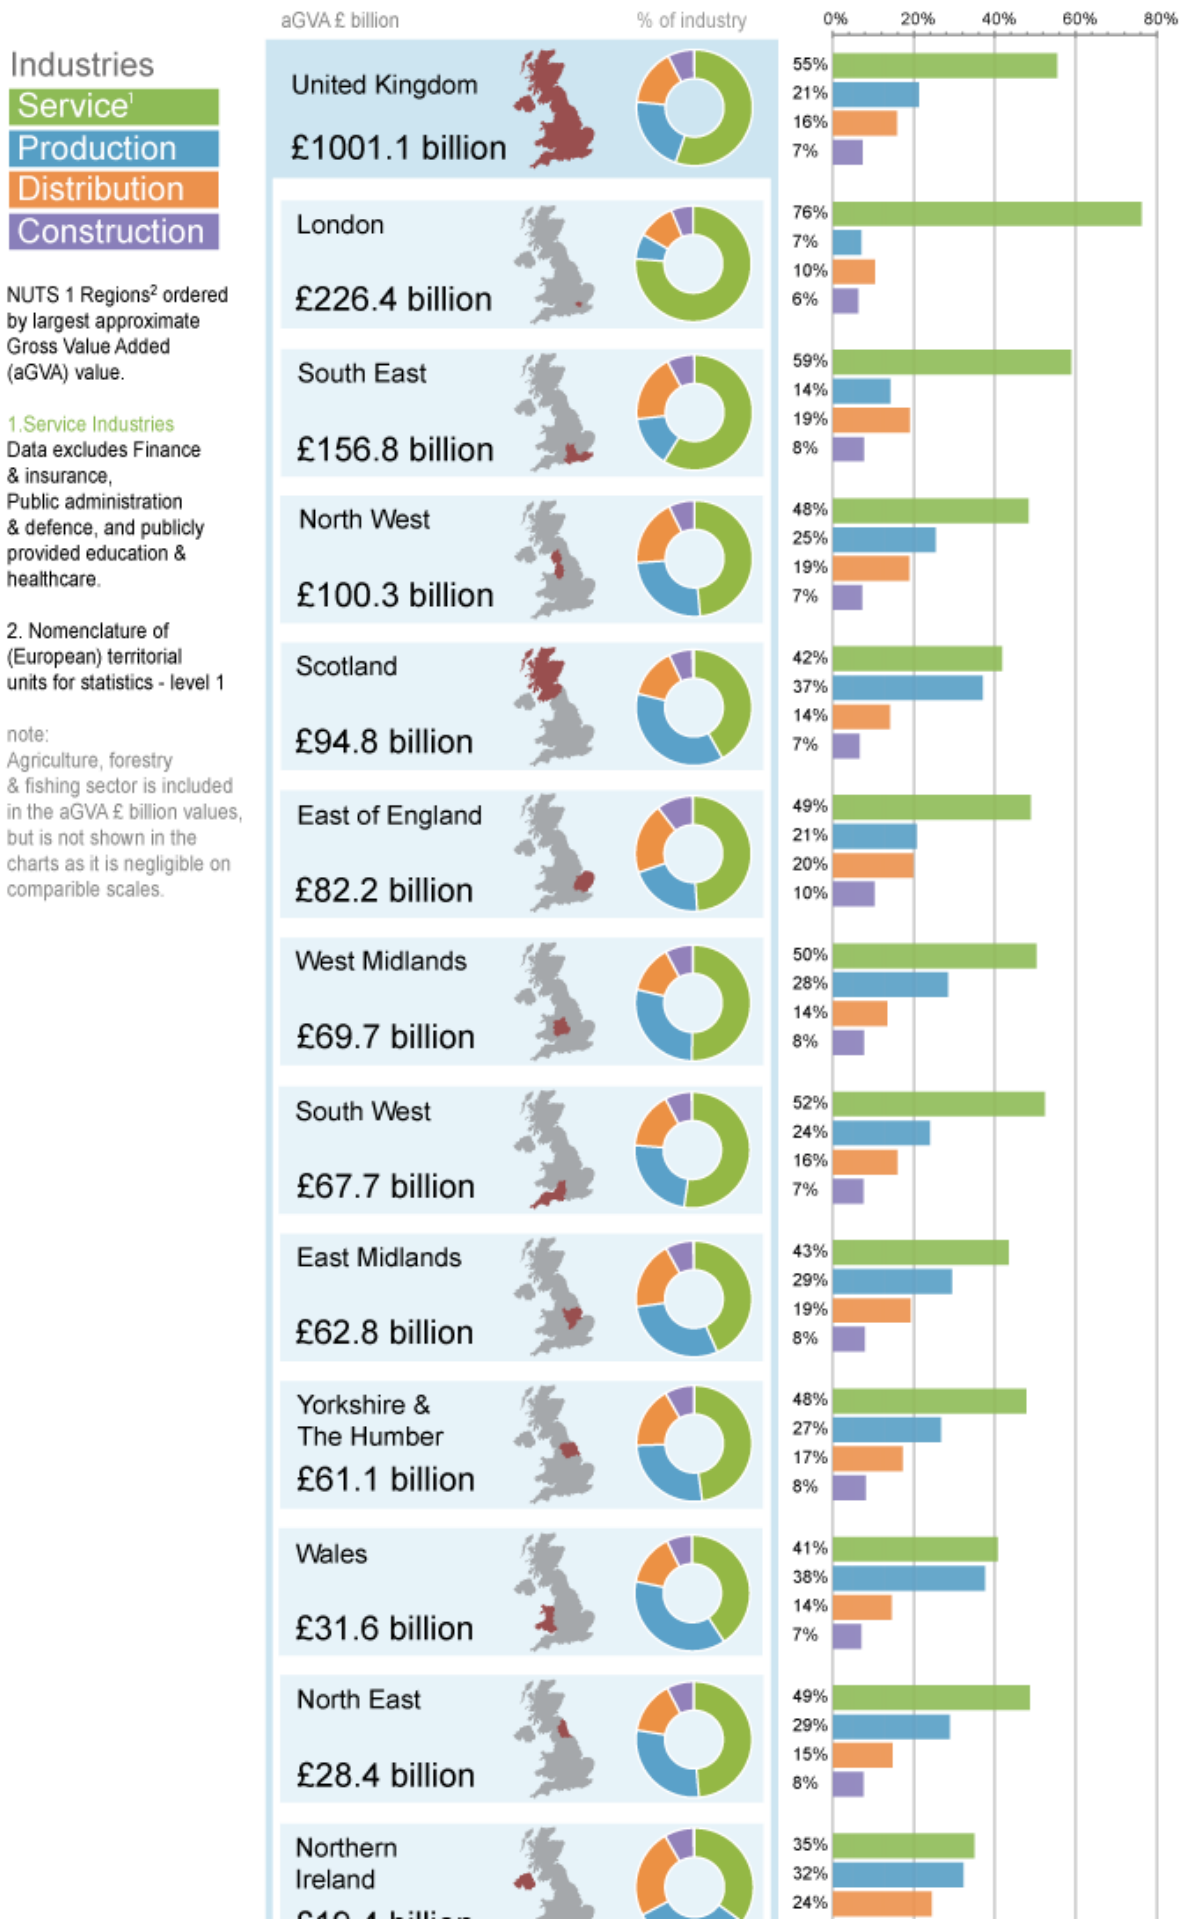 aGVA £ billion
% of industry
0% 20% 40% 60% 80%
Industries
Service¹
Production
Distribution
Construction
NUTS 1 Regions² ordered
by largest approximate
Gross Value Added
(aGVA) value.
1.Service Industries
Data excludes Finance
& insurance,
Public administration
& defence, and publicly
provided education &
healthcare.
2. Nomenclature of
(European) territorial
units for statistics - level 1
note:
Agriculture, forestry
& fishing sector is included
in the aGVA £ billion values,
but is not shown in the
charts as it is negligible on
comparible scales.
United Kingdom
£1001.1 billion
55%
21%
16%
7%
London
£226.4 billion
76%
7%
10%
6%
South East
£156.8 billion
59%
14%
19%
8%
North West
£100.3 billion
48%
25%
19%
7%
Scotland
£94.8 billion
42%
37%
14%
7%
East of England
£82.2 billion
49%
21%
20%
10%
West Midlands
£69.7 billion
50%
28%
14%
8%
South West
£67.7 billion
52%
24%
16%
7%
East Midlands
£62.8 billion
43%
29%
19%
8%
Yorkshire &
The Humber
£61.1 billion
48%
27%
17%
8%
Wales
£31.6 billion
41%
38%
14%
7%
North East
£28.4 billion
49%
29%
15%
8%
Northern
Ireland
35%
32%
24%